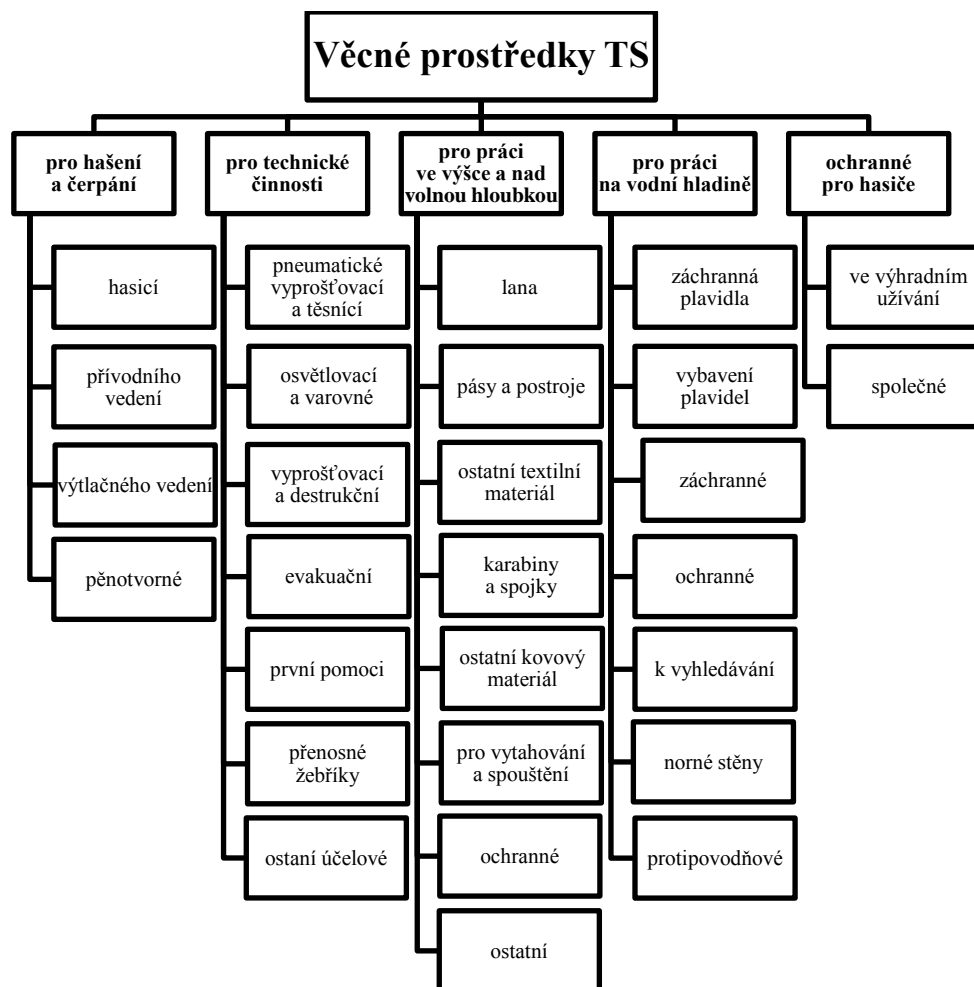 Věcné prostředky TS
pro hašení
a čerpání
hasicí
přívodního
vedení
výtlačného vedení
pěnotvorné
pro technické
činnosti
pneumatické
vyprošťovací
a těsnící
osvětlovací
a varovné
vyprošťovací
a destrukční
evakuační
první pomoci
přenosné
žebříky
ostaní účelové
pro práci
ve výšce a nad
volnou hloubkou
lana
pásy a postroje
ostatní textilní
materiál
karabiny
a spojky
ostatní kovový
materiál
pro vytahování
a spouštění
ochranné
ostatní
pro práci
na vodní hladině
záchranná
plavidla
vybavení
plavidel
záchranné
ochranné
k vyhledávání
norné stěny
protipovodňové
ochranné
pro hasiče
ve výhradním
užívání
společné